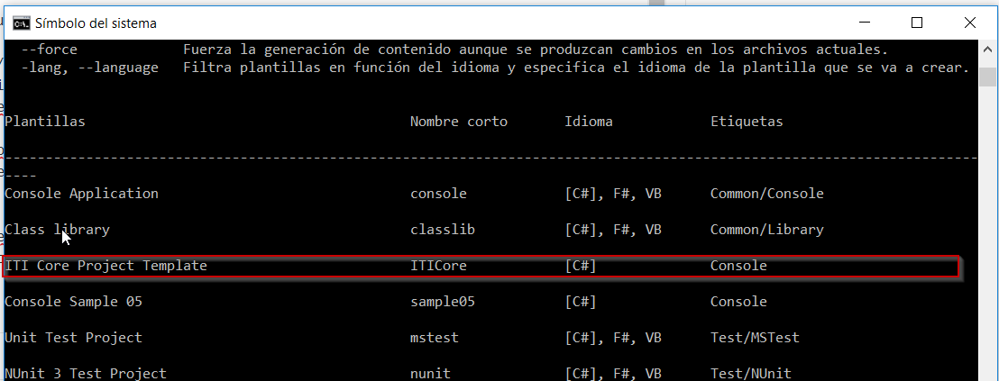 Símbolo del sistema
--force Fuerza la generación de contenido aunque se produzcan cambios en los archivos actuales.
-lang, --language Filtra plantillas en función del idioma y especifica el idioma de la plantilla que se va a crear.
Plantillas Nombre corto Idioma Etiquetas
------------------------------------------------------------------------------------------------------------------------
----
Console Application console [C#], F#, VB Common/Console
Class library classlib [C#], F#, VB Common/Library
ITI Core Project Template ITICore [C#] Console
Console Sample 05 sample05 [C#] Console
Unit Test Project mstest [C#], F#, VB Test/MSTest
NUnit 3 Test Project nunit [C#], F#, VB Test/NUnit